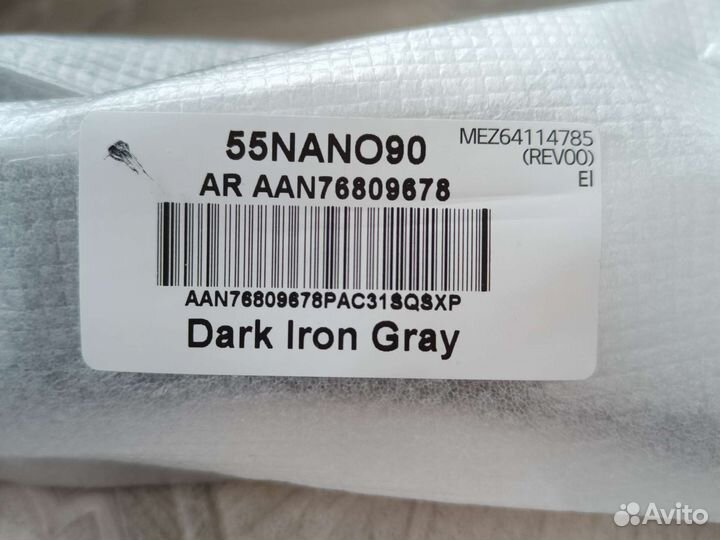 55NANO90
MEZ64114785
(REV00)
EI
AR AAN76809678
AAN76809678PAC31SQSXP
Dark Iron Gray
Avito